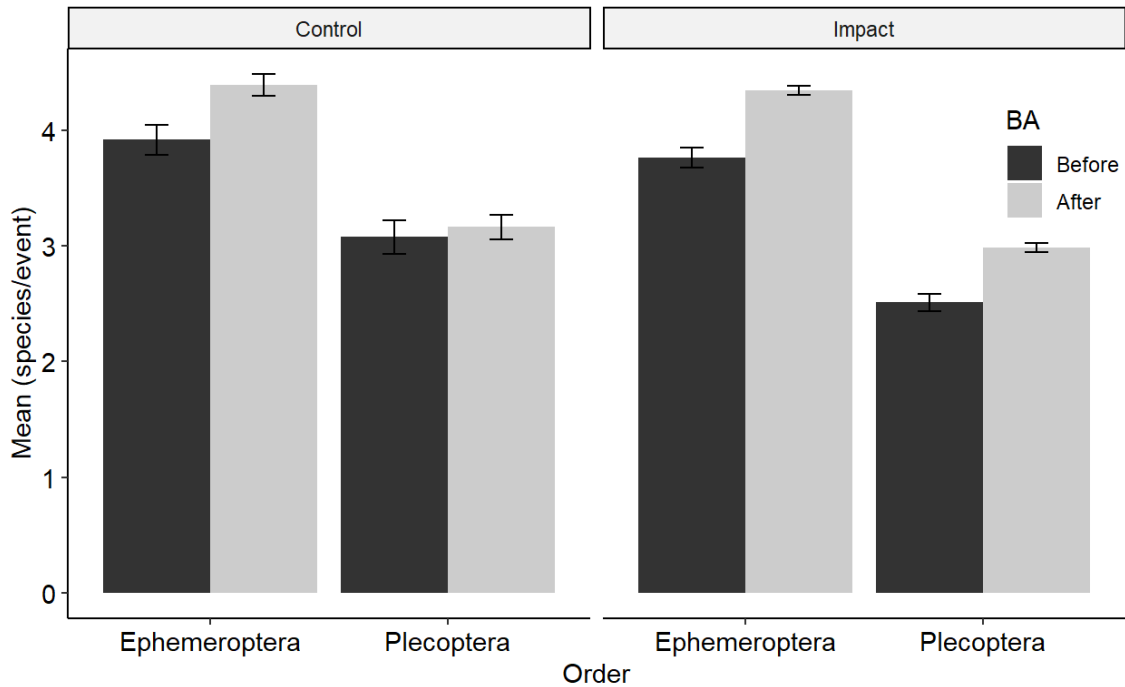 Control
Impact
Mean (species/event)
4
3
2
1
0
BA
Before
After
Ephemeroptera
Plecoptera
Ephemeroptera
Plecoptera
Order